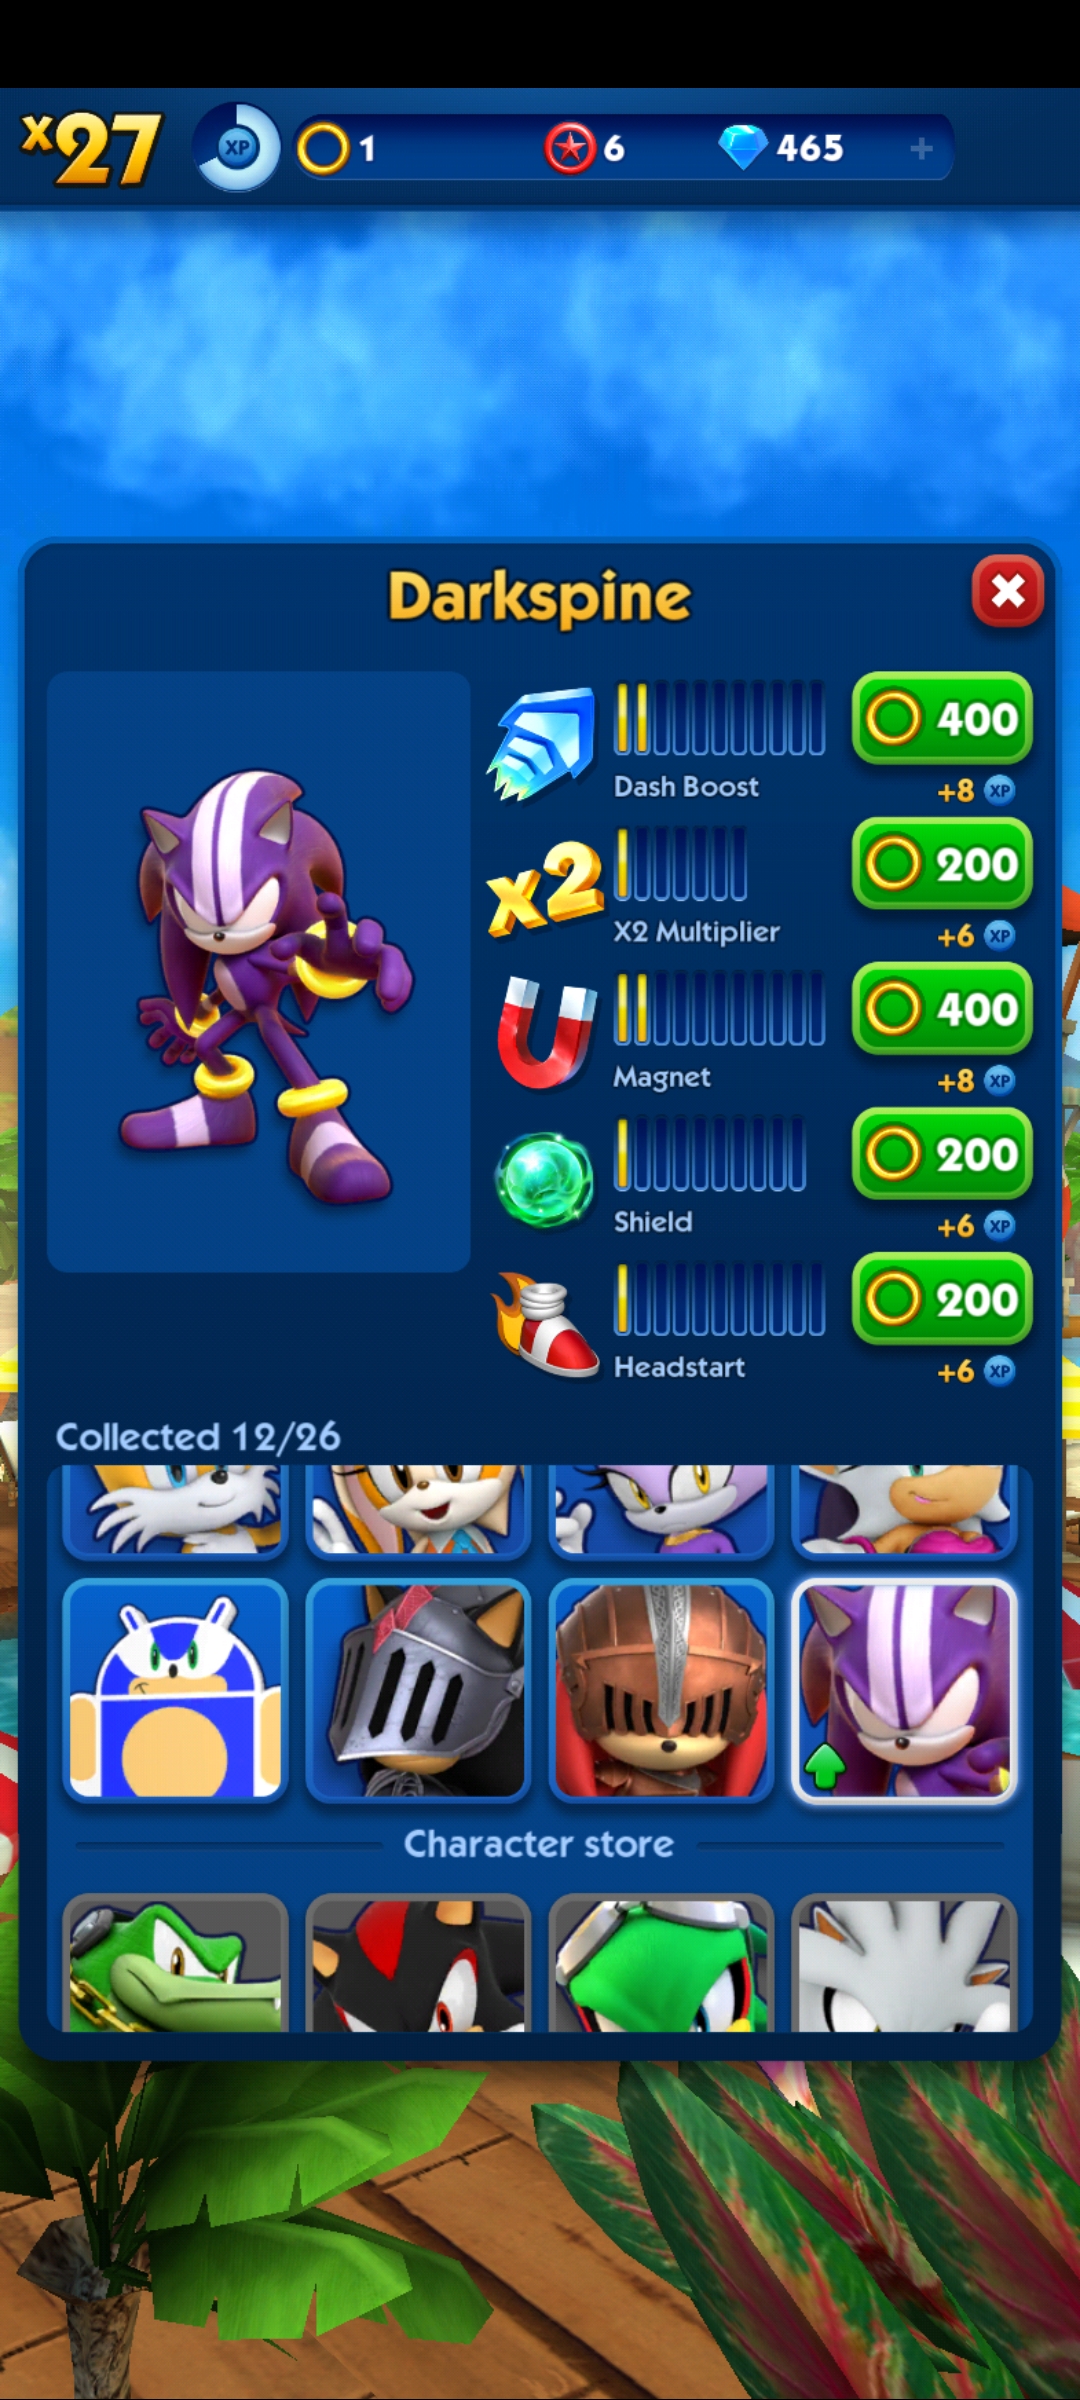 x27 XP 1 6 465 +
Darkspine
400
Dash Boost
+8 XP
x2
200
X2 Multiplier
+6 XP
400
Magnet
+8 XP
200
Shield
+6 XP
200
Headstart
+6 XP
Collected 12/26
Character store